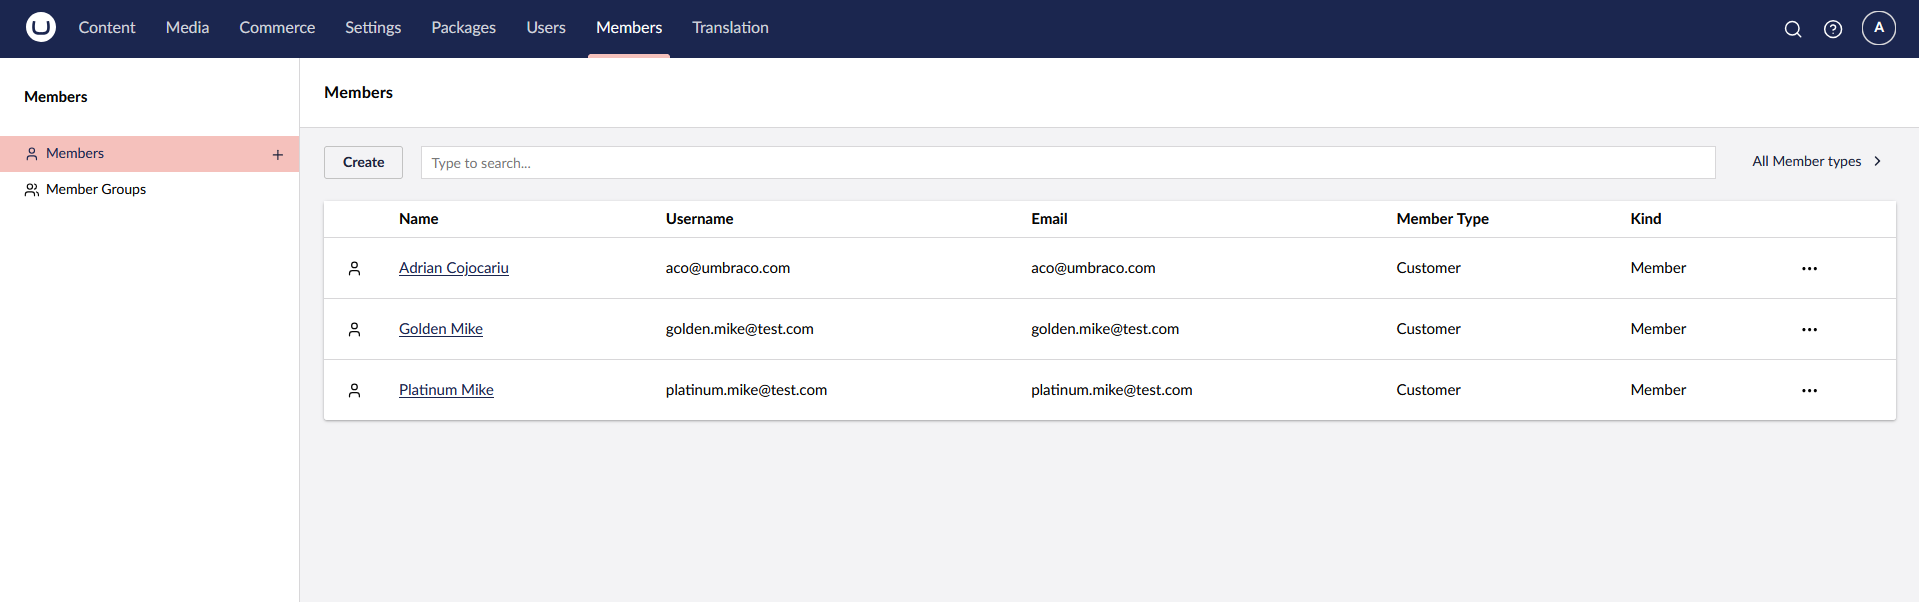 Content Media Commerce Settings Packages Users Members Translation A
Members
Members
Member Groups
Members
Create Type to search... All Member types
Name Username Email Member Type Kind
Adrian Cojocariu aco@umbraco.com aco@umbraco.com Customer Member
Golden Mike golden.mike@test.com golden.mike@test.com Customer Member
Platinum Mike platinum.mike@test.com platinum.mike@test.com Customer Member